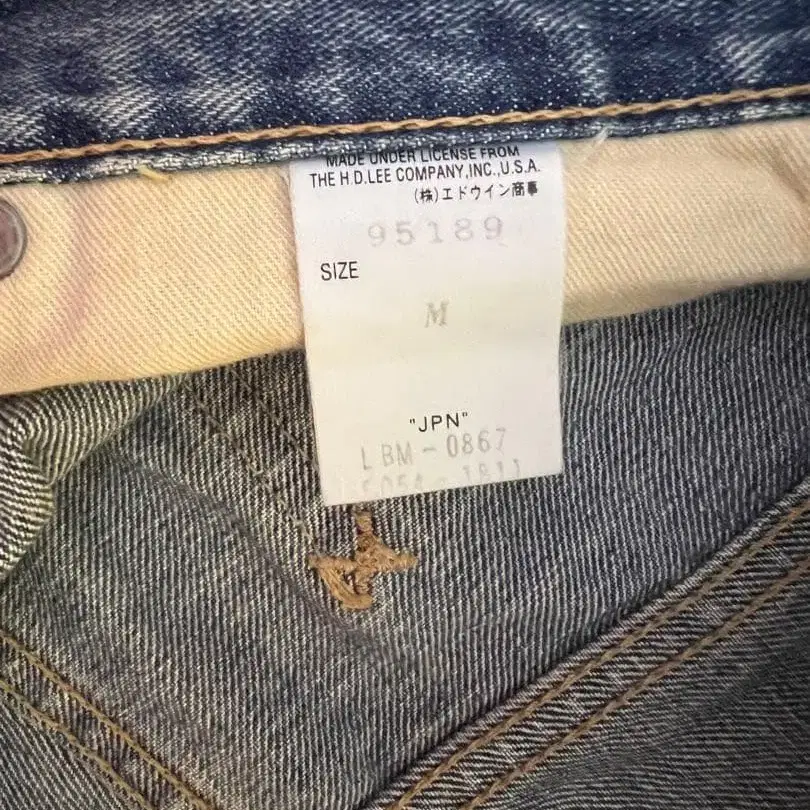 MADE UNDER LICENSE FROM
THE H.D.LEE COMPANY,INC.,U.S.A.
(株)エドウイン商事
95189
SIZE
M
"JPN"
LBM-0867